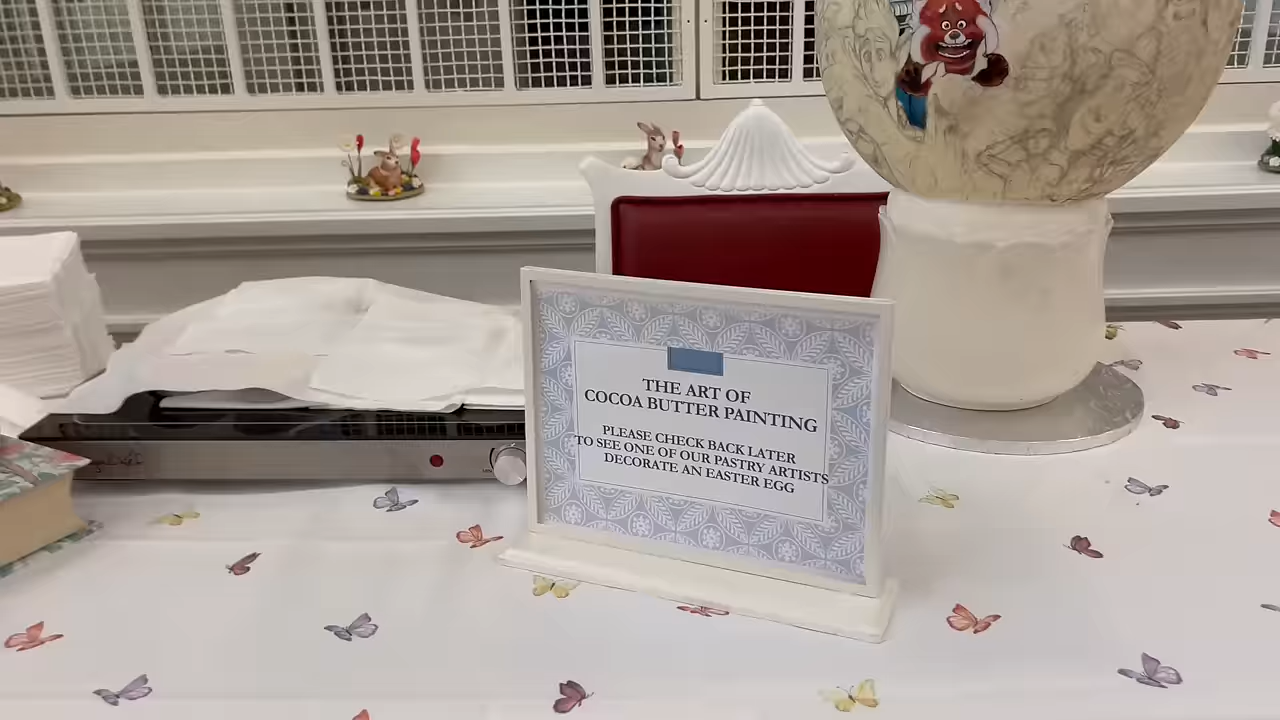 THE ART OF
COCOA BUTTER PAINTING
PLEASE CHECK BACK LATER
TO SEE ONE OF OUR PASTRY ARTISTS
DECORATE AN EASTER EGG